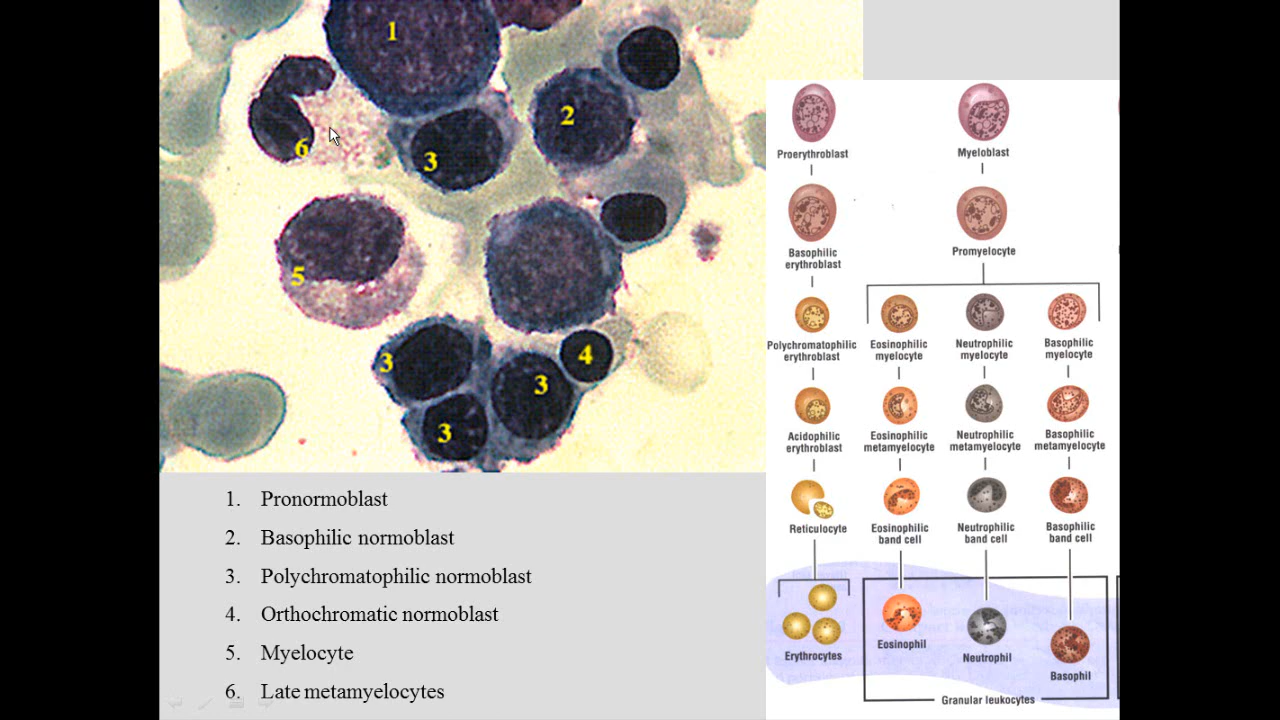 1
2
6
3
5
3
4
3
3
1. Pronormoblast
2. Basophilic normoblast
3. Polychromatophilic normoblast
4. Orthochromatic normoblast
5. Myelocyte
6. Late metamyelocytes
Proerythroblast
Myeloblast
Basophilic
erythroblast
Promyelocyte
Polychromatophilic
erythroblast
Eosinophilic
myelocyte
Neutrophilic
myelocyte
Basophilic
myelocyte
Acidophilic
erythroblast
Eosinophilic
metamyelocyte
Neutrophilic
metamyelocyte
Basophilic
metamyelocyte
Reticulocyte
Eosinophilic
band cell
Neutrophilic
band cell
Basophilic
band cell
Erythrocytes
Eosinophil
Neutrophil
Basophil
Granular leukocytes